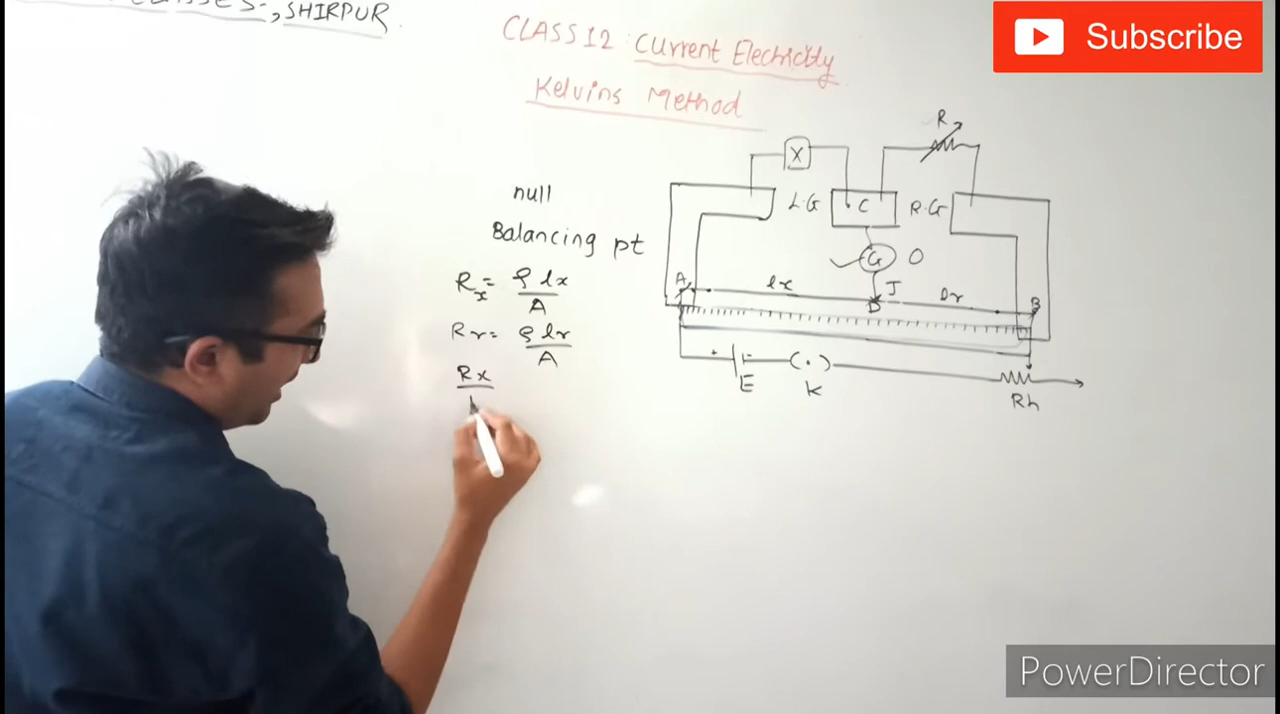 SHIRPUR.
Subscribe
CLASS 12 : Current Electricity
Kelvins Method
R
X
null
L.G
C
R.G
Balancing pt
G
O
Rx = ρ lx
A
A
lx
J
lr
B
D
Rr = ρ lr
A
Rx
+
E
(.)
K
Rh
PowerDirector